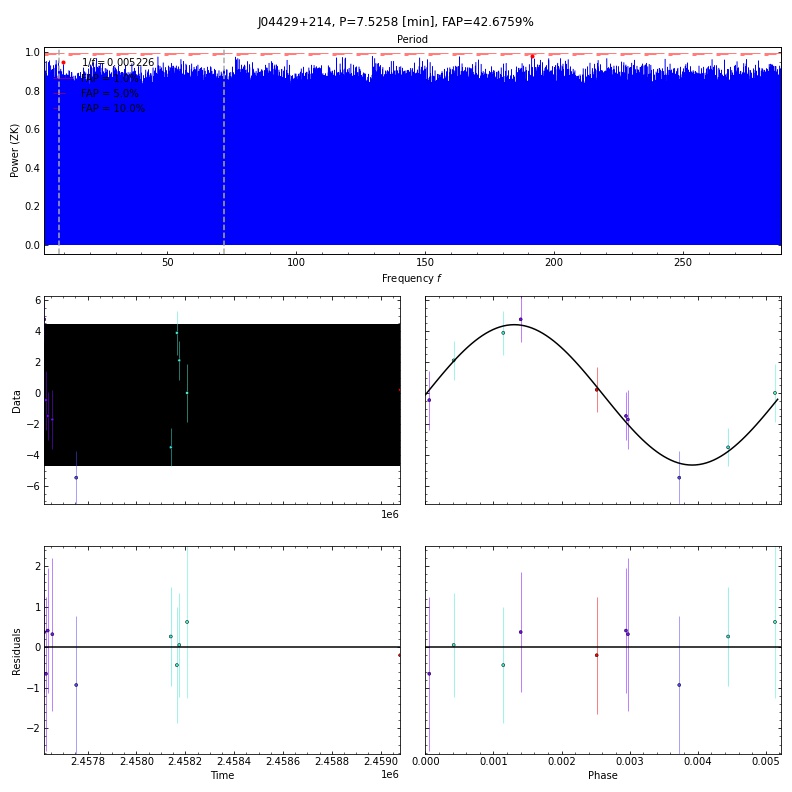 J04429+214, P=7.5258 [min], FAP=42.6759%
Period
1.0
0.8
0.6
0.4
0.2
0.0
Power (ZK)
1/f = 0.005226
FAP = 5.0%
FAP = 10.0%
50
100
150
200
250
Frequency f
6
4
2
0
−2
−4
−6
Data
1e6
2
1
0
−1
−2
Residuals
2.4578
2.4580
2.4582
2.4584
2.4586
2.4588
2.4590
1e6
Time
0.000
0.001
0.002
0.003
0.004
0.005
Phase